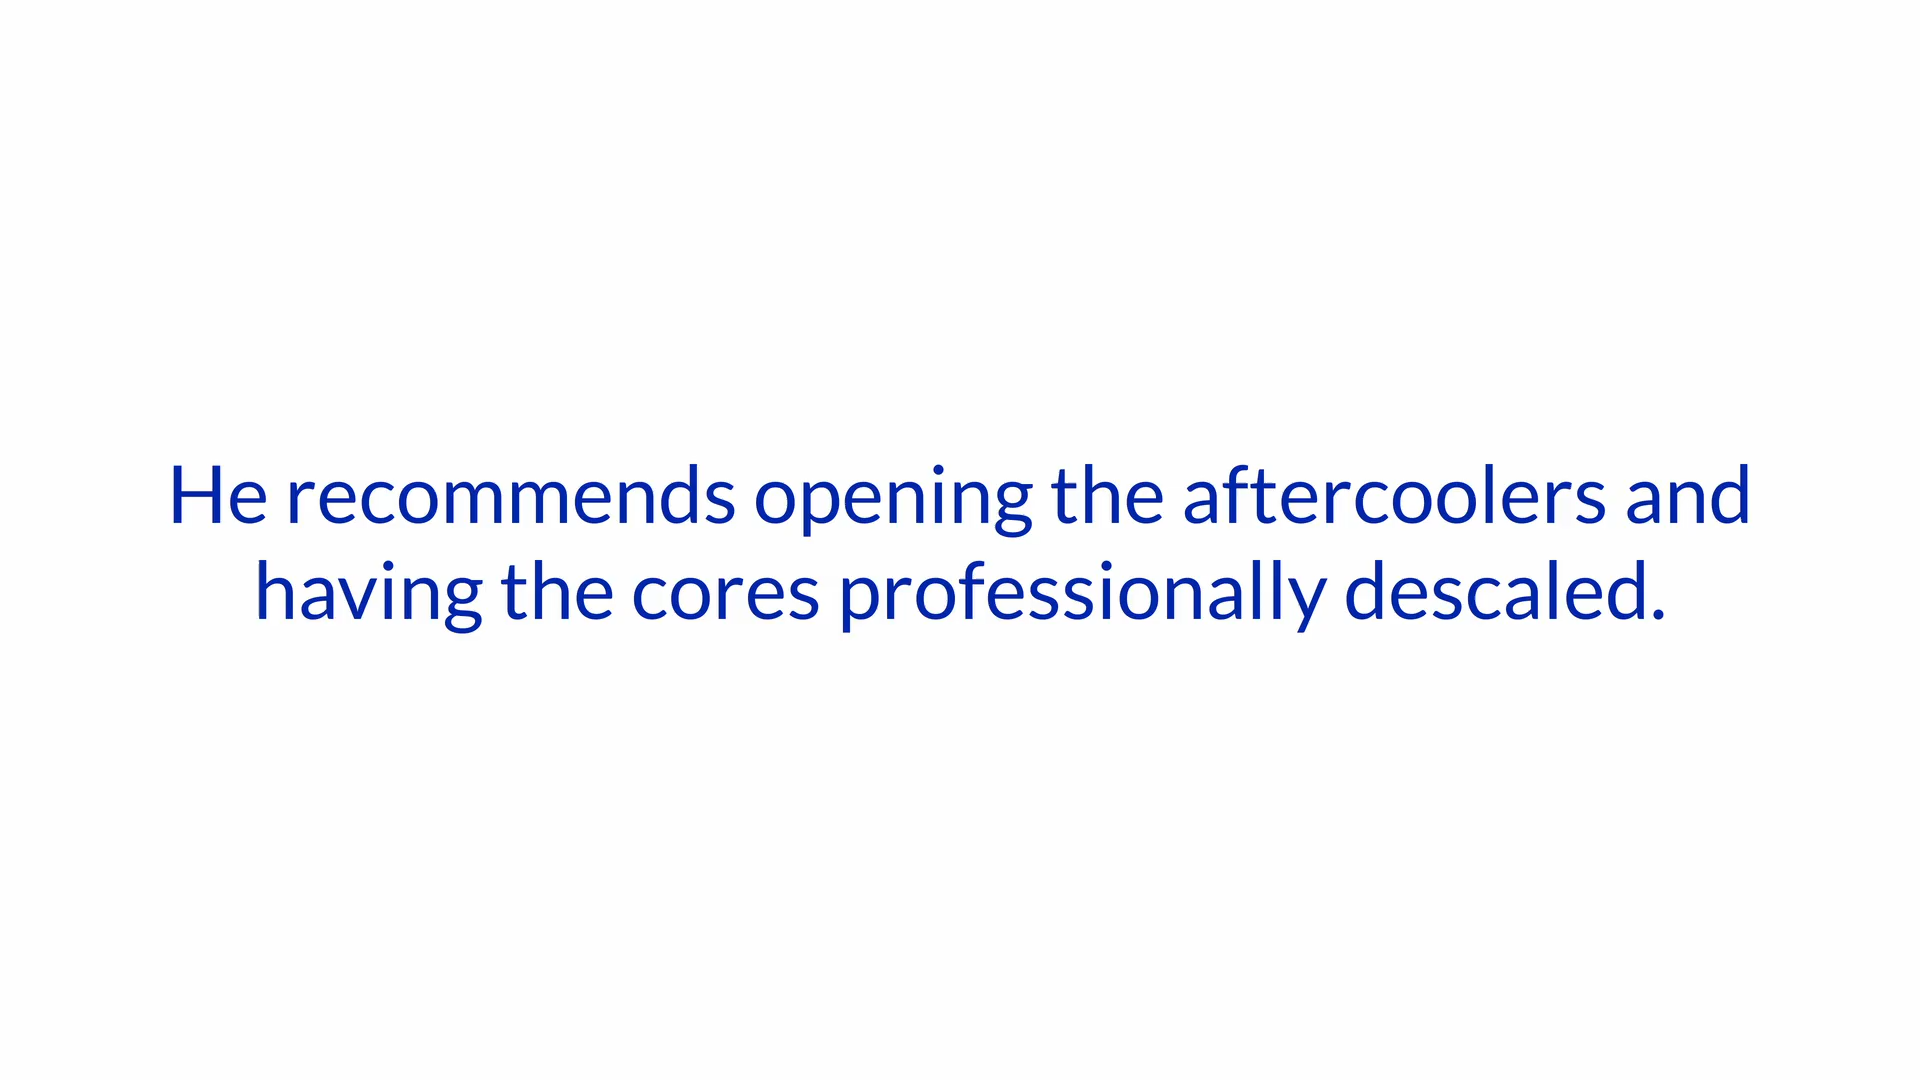 He recommends opening the aftercoolers and
having the cores professionally descaled.